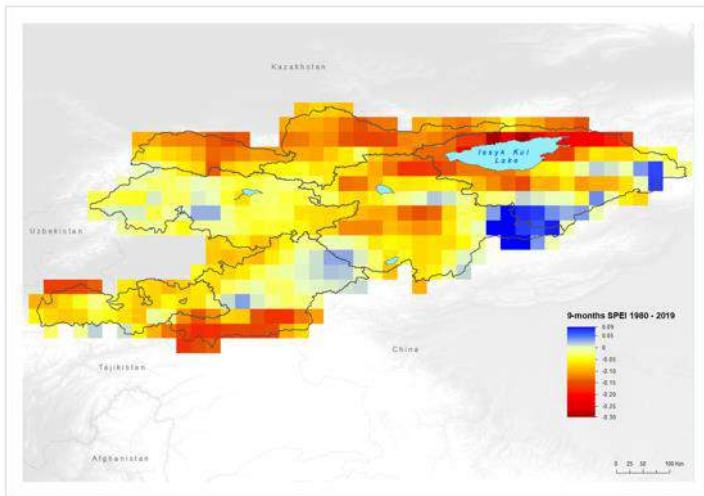 Kazakhstan
Issyk Kul
Lake
Uzbekistan
9-months SPEI 1980 - 2019
0.09
0.05
0
-0.05
-0.10
-0.15
-0.20
-0.25
-0.30
China
Tajikistan
Afghanistan
0 25 50 100 Km